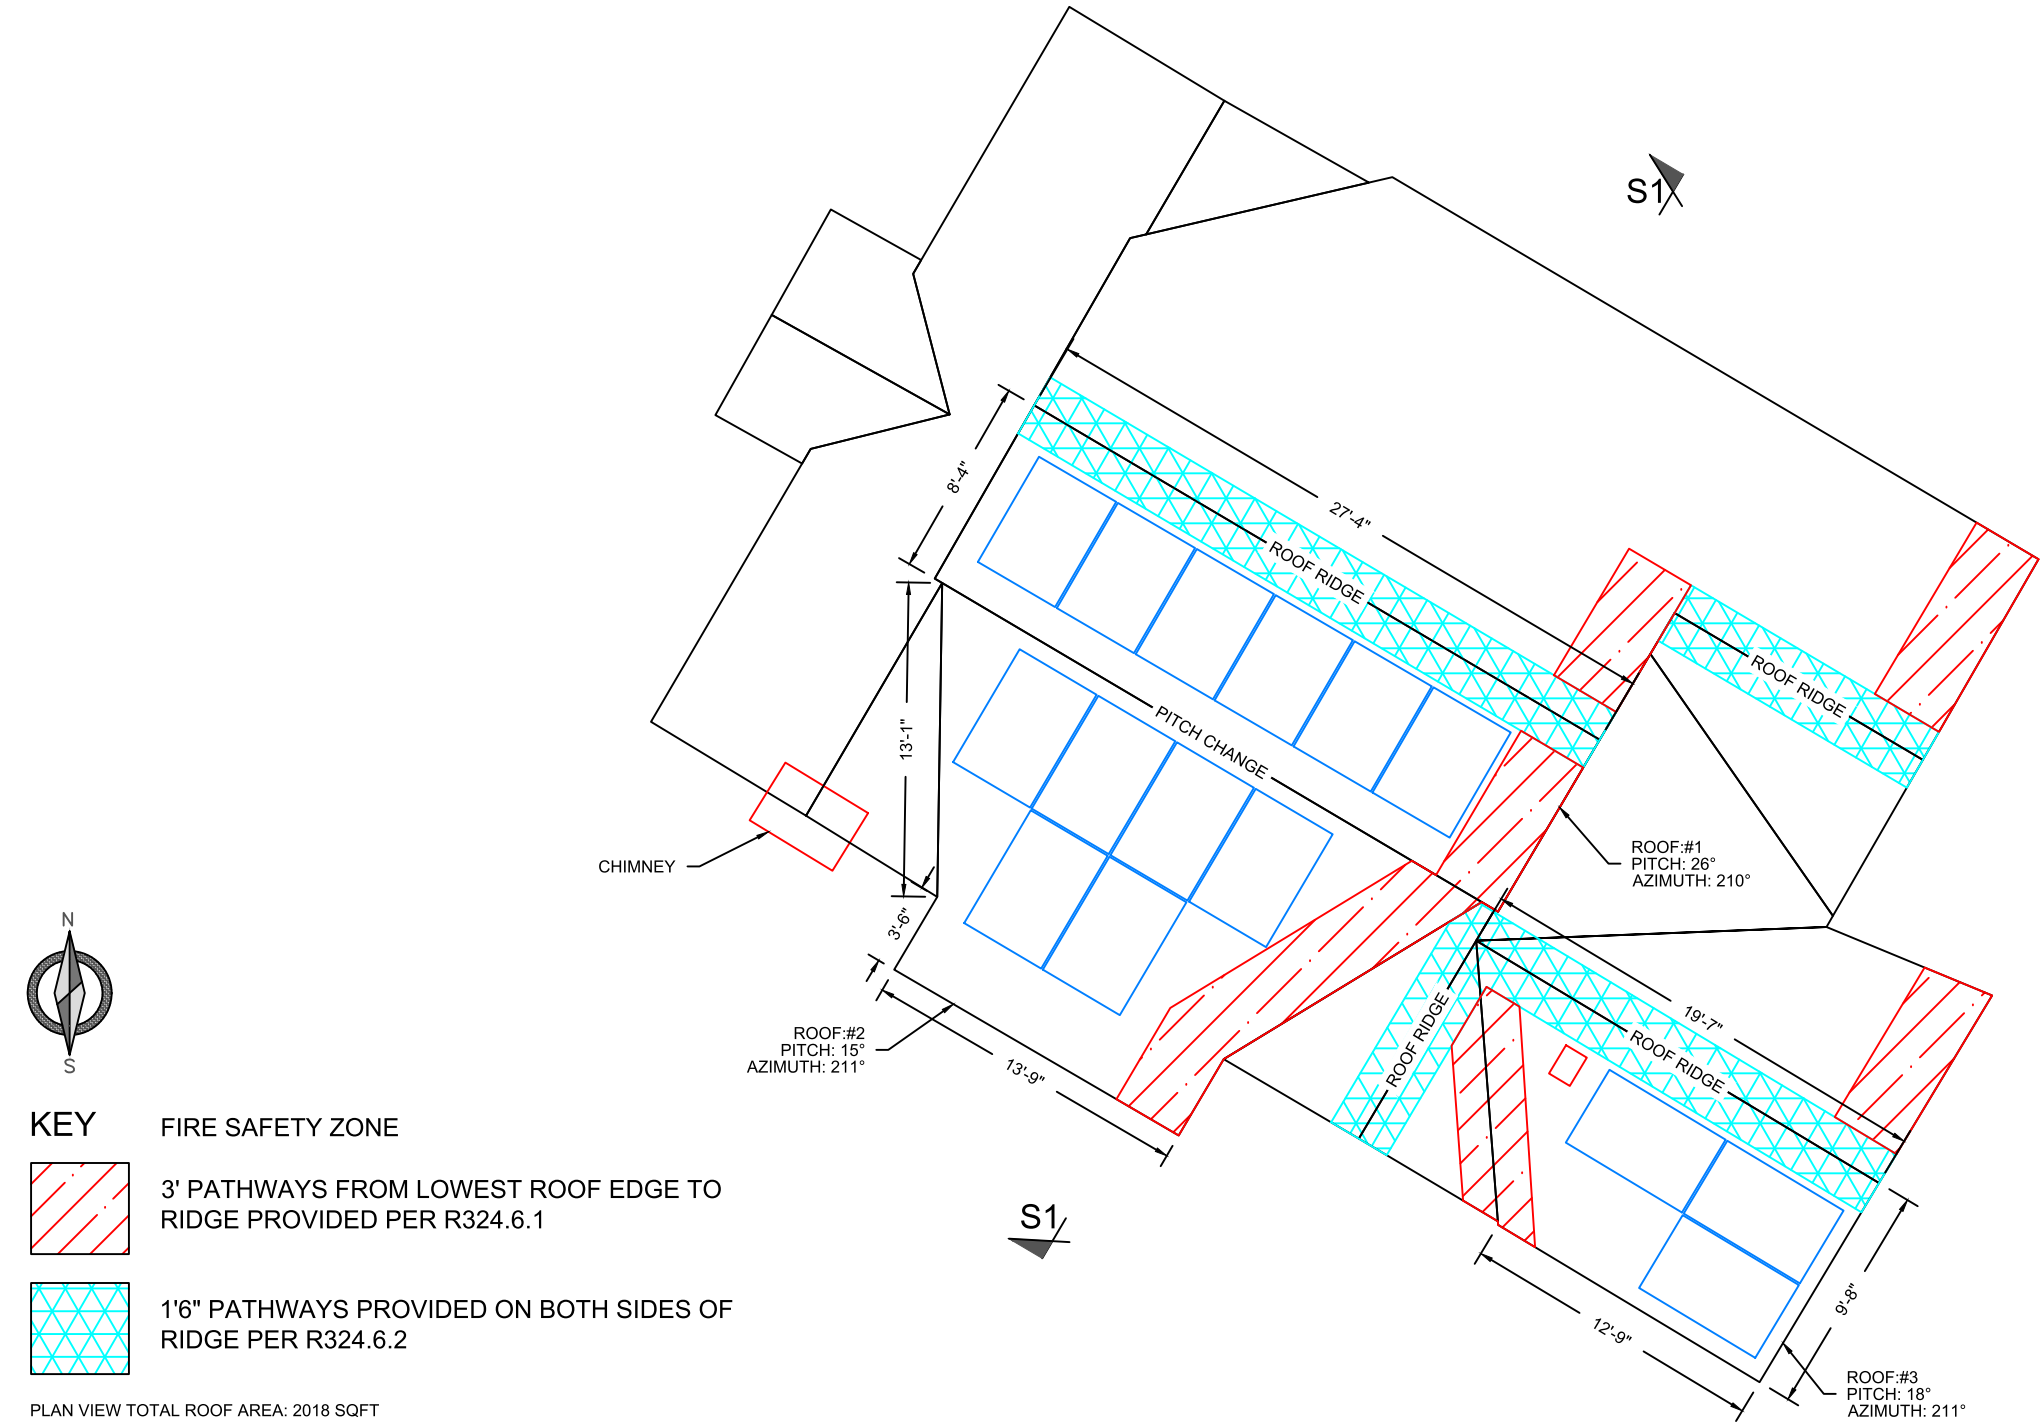 S1
27'-4"
8'-4"
ROOF RIDGE
ROOF RIDGE
PITCH CHANGE
13'-1"
CHIMNEY
ROOF:#1
PITCH: 26°
AZIMUTH: 210°
3'-6"
N
S
ROOF:#2
PITCH: 15°
AZIMUTH: 211°
13'-9"
ROOF RIDGE
19'-7"
ROOF RIDGE
S1
12'-9"
9'-8"
ROOF:#3
PITCH: 18°
AZIMUTH: 211°
KEY
FIRE SAFETY ZONE
3' PATHWAYS FROM LOWEST ROOF EDGE TO
RIDGE PROVIDED PER R324.6.1
1'6" PATHWAYS PROVIDED ON BOTH SIDES OF
RIDGE PER R324.6.2
PLAN VIEW TOTAL ROOF AREA: 2018 SQFT